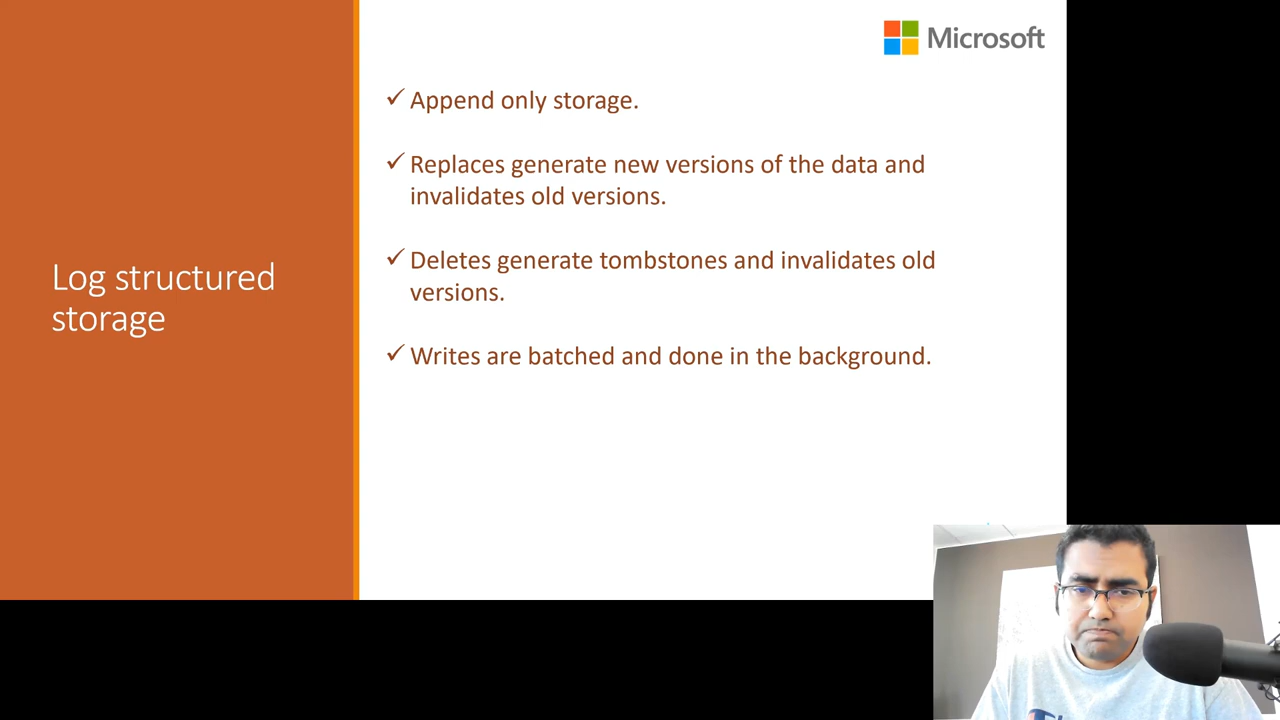 Microsoft
Append only storage.
Replaces generate new versions of the data and
invalidates old versions.
Deletes generate tombstones and invalidates old
versions.
Writes are batched and done in the background.
Log structured
storage